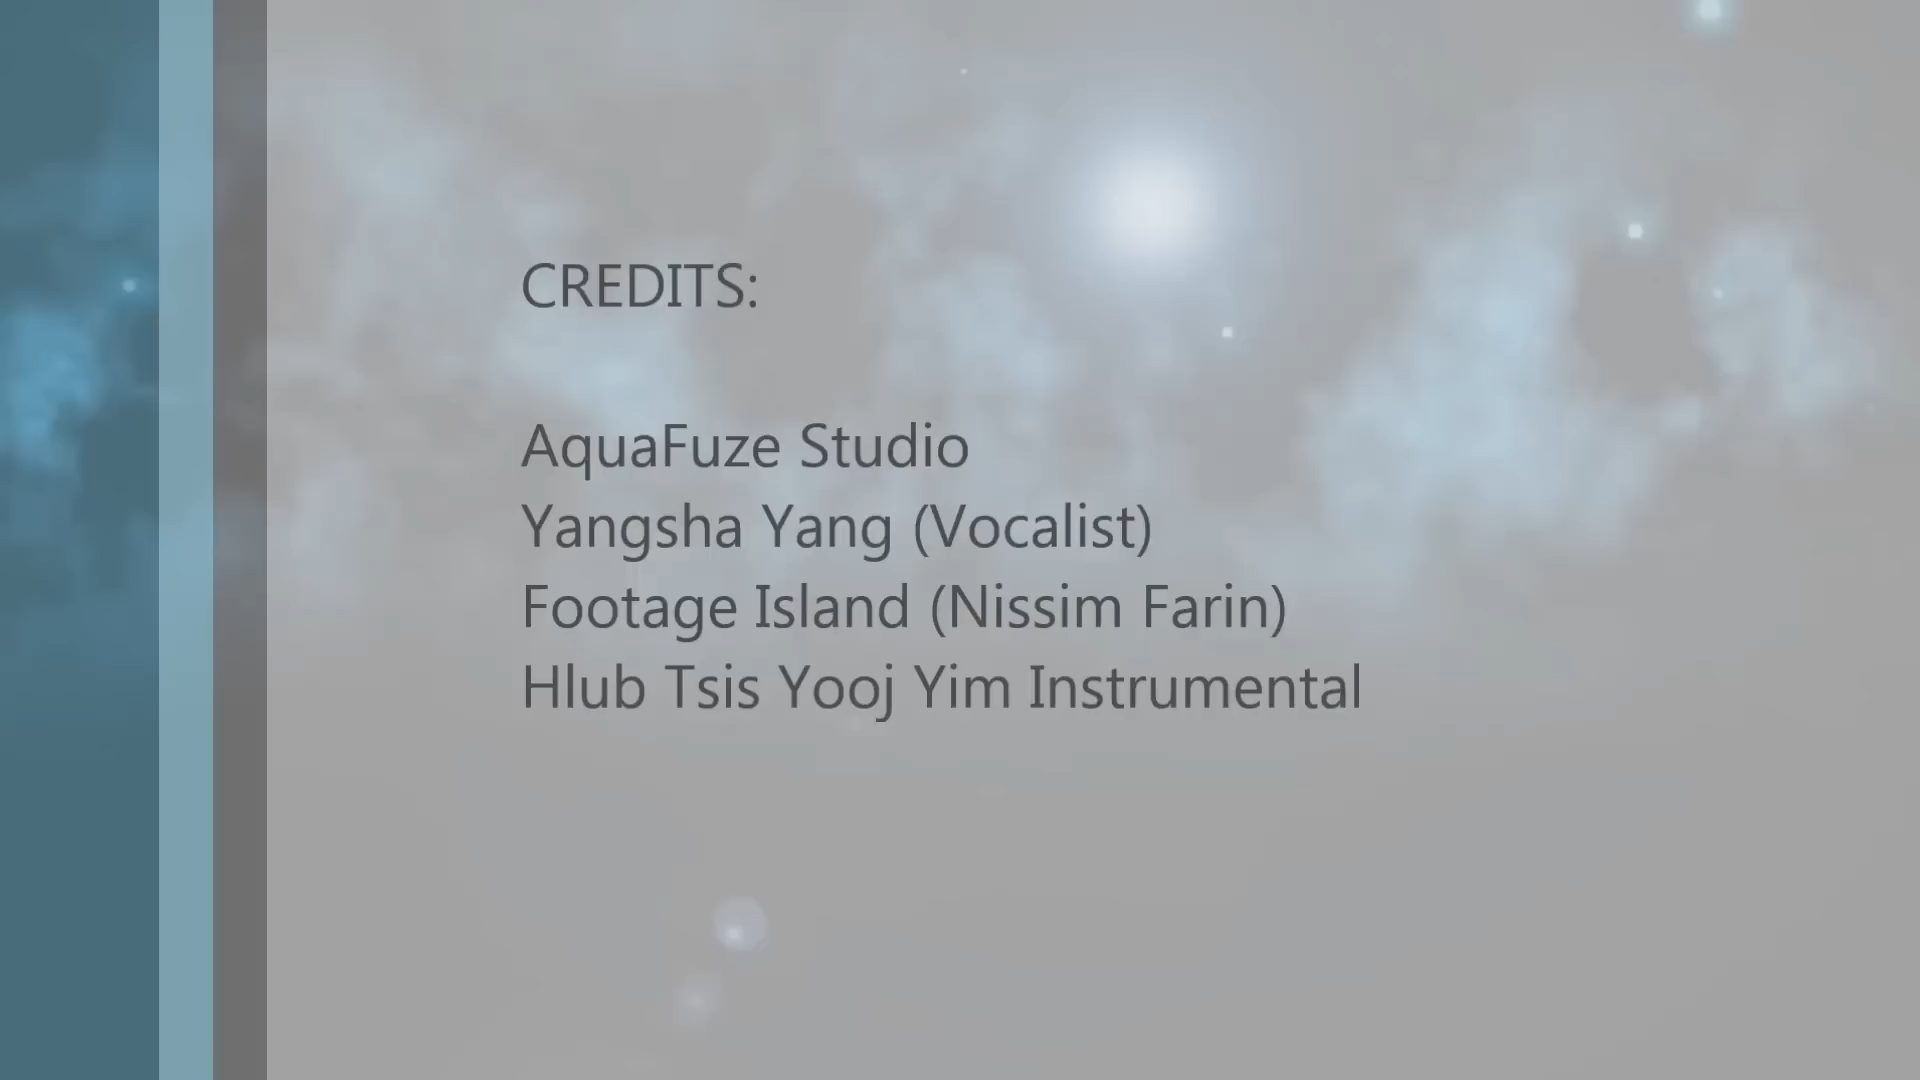 CREDITS:
AquaFuze Studio
Yangsha Yang (Vocalist)
Footage Island (Nissim Farin)
Hlub Tsis Yooj Yim Instrumental